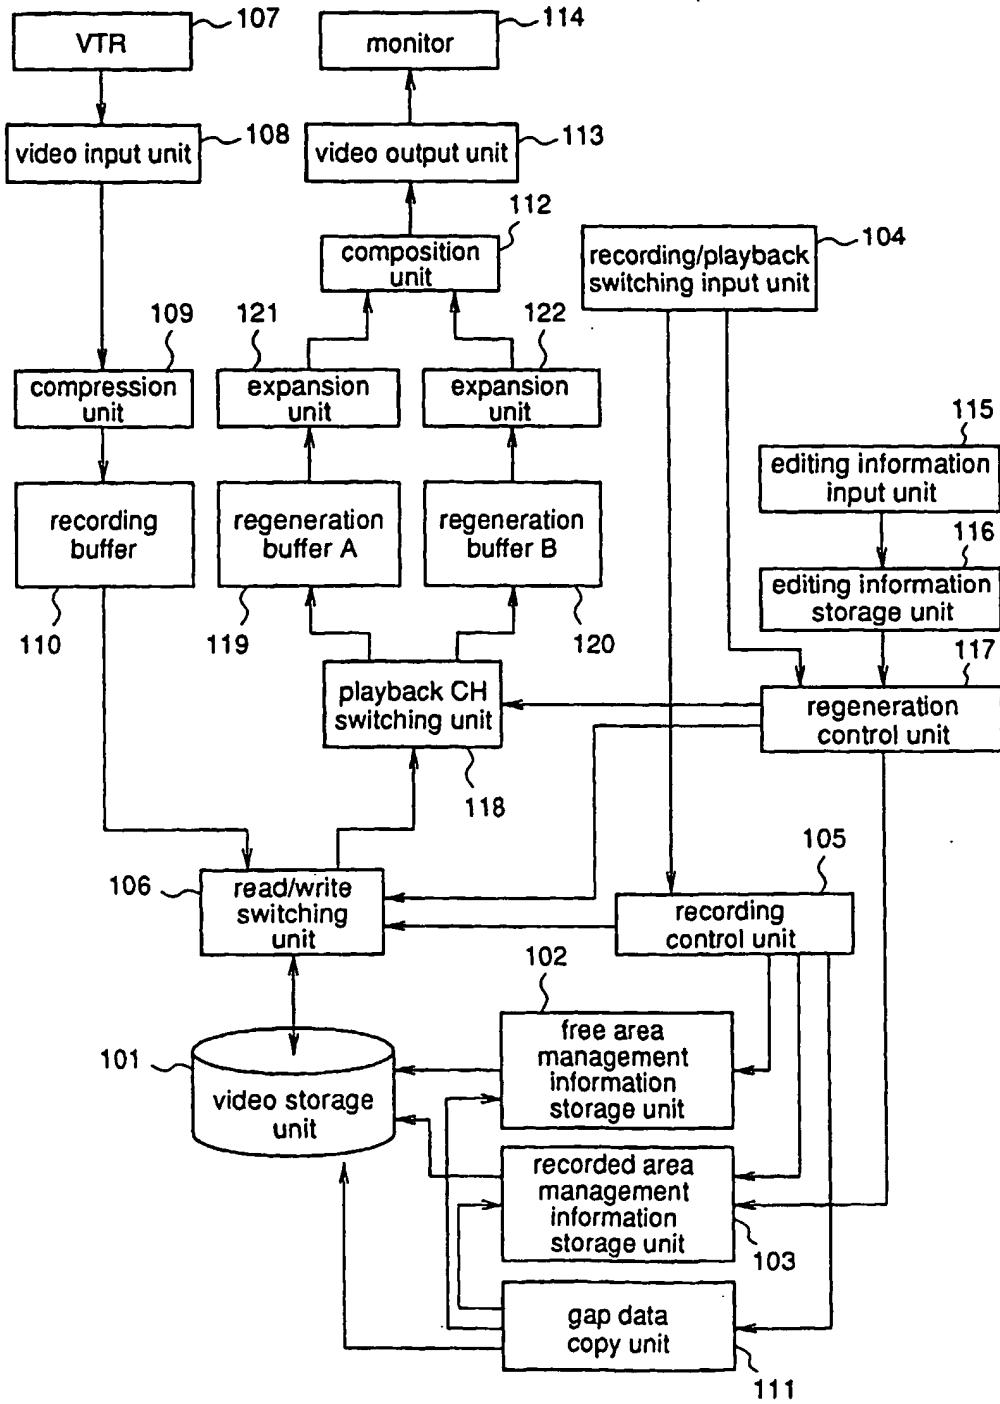 VTR
107
monitor
114
video input unit
108
video output unit
113
composition
unit
112
recording/playback
switching input unit
104
compression
unit
109
expansion
unit
121
expansion
unit
122
editing information
input unit
115
recording
buffer
110
regeneration
buffer A
119
regeneration
buffer B
120
editing information
storage unit
116
playback CH
switching unit
118
regeneration
control unit
117
read/write
switching
unit
106
recording
control unit
105
video storage
unit
101
free area
management
information
storage unit
102
recorded area
management
information
storage unit
103
gap data
copy unit
111